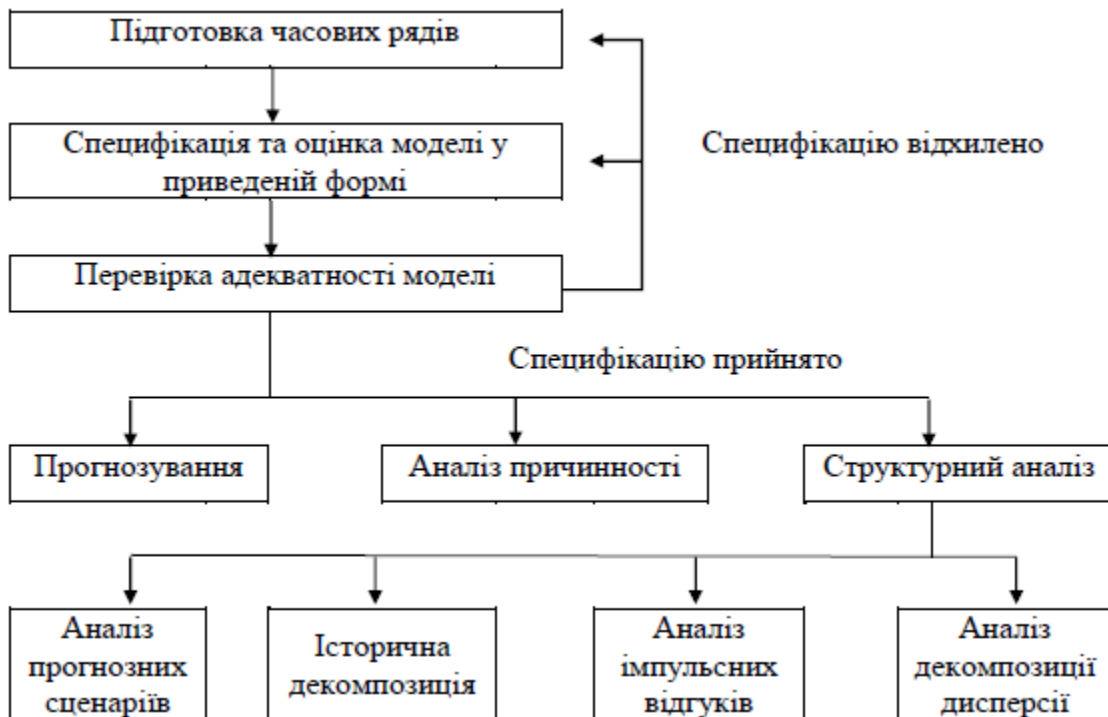 Підготовка часових рядів
Специфікація та оцінка моделі у
приведеній формі
Специфікацію відхилено
Перевірка адекватності моделі
Специфікацію прийнято
Прогнозування
Аналіз причинності
Структурний аналіз
Аналіз
прогнозних
сценаріїв
Історична
декомпозиція
Аналіз
імпульсних
відгуків
Аналіз
декомпозиції
дисперсії